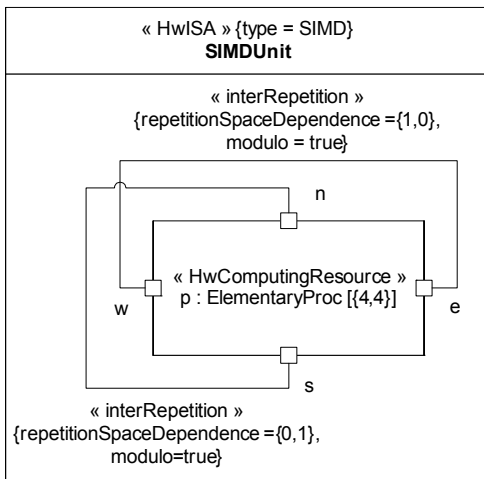 « HwISA » {type = SIMD}
SIMDUnit
« interRepetition »
{repetitionSpaceDependence ={1,0},
modulo = true}
n
« HwComputingResource »
p : ElementaryProc [{4,4}]
w
e
s
« interRepetition »
{repetitionSpaceDependence ={0,1},
modulo=true}